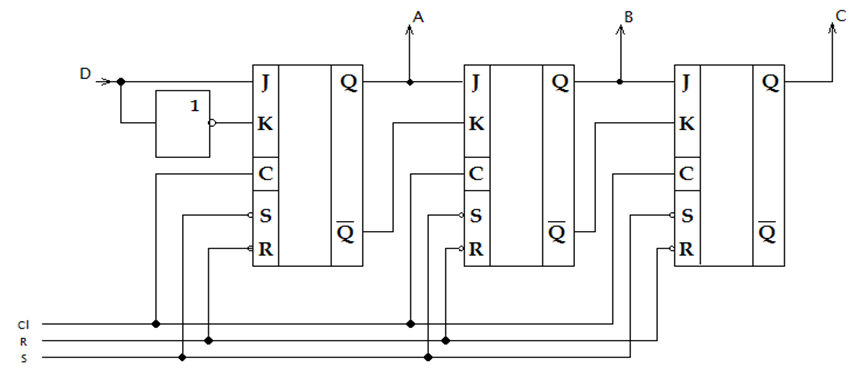 A B C
D J Q J Q J Q
1
K K K
C C C
S S S
Q̅ Q̅ Q̅
R R R
Cl
R
S